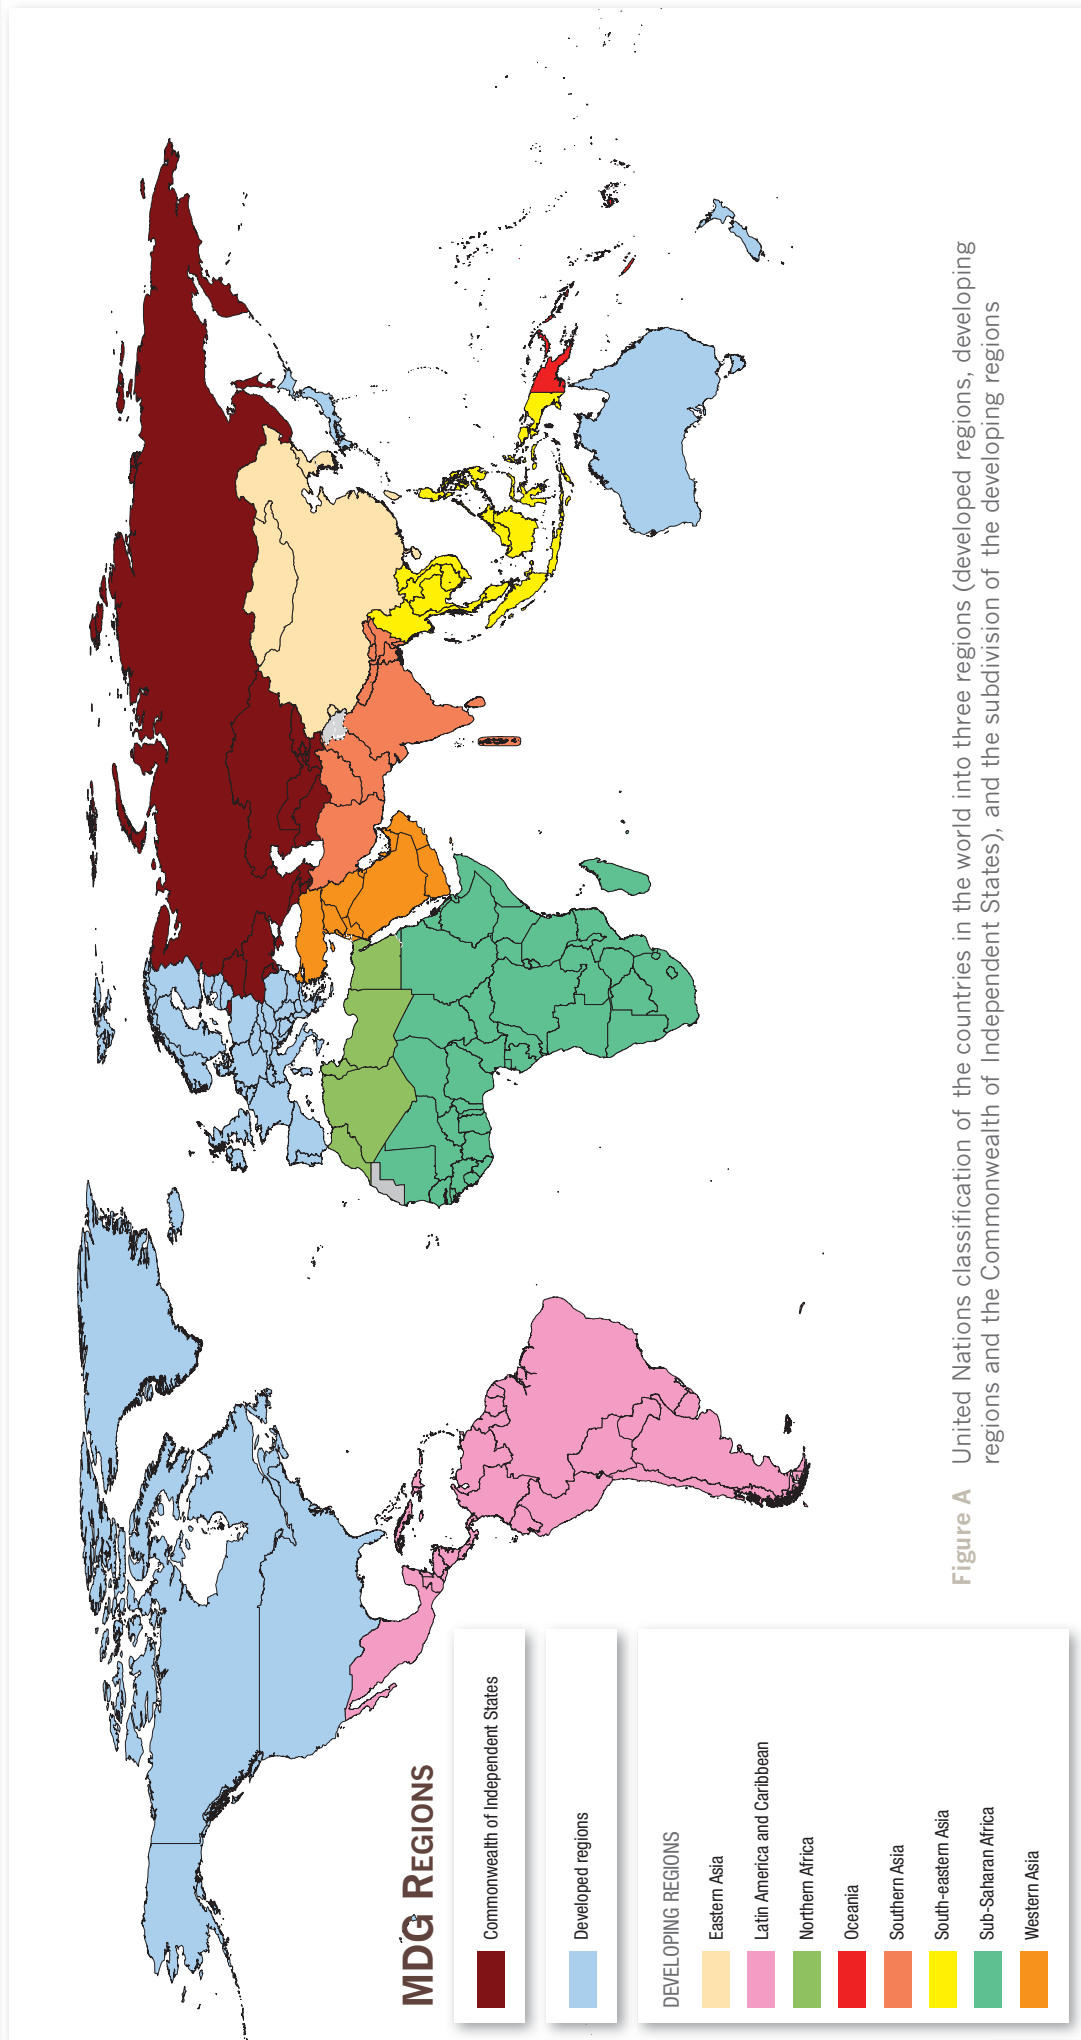 MDG REGIONS
Commonwealth of Independent States
Developed regions
DEVELOPING REGIONS
Eastern Asia
Latin America and Caribbean
Northern Africa
Oceania
Southern Asia
South-eastern Asia
Sub-Saharan Africa
Western Asia
Figure A United Nations classification of the countries in the world into three regions (developed regions, developing
regions and the Commonwealth of Independent States), and the subdivision of the developing regions